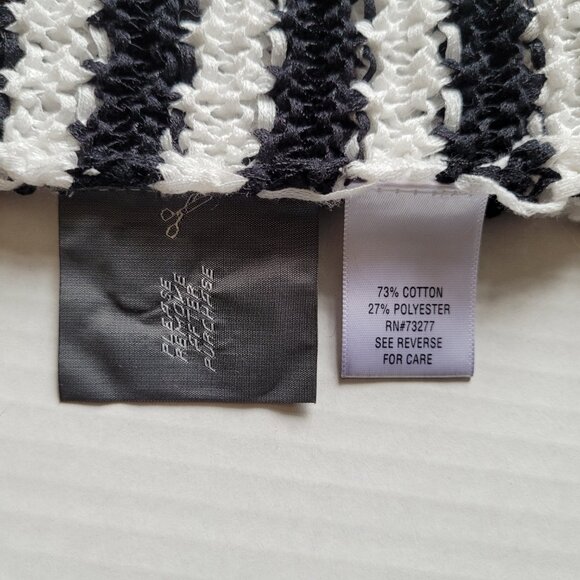 PLEASE
REMOVE
AFTER
PURCHASE
73% COTTON
27% POLYESTER
RN#73277
SEE REVERSE
FOR CARE